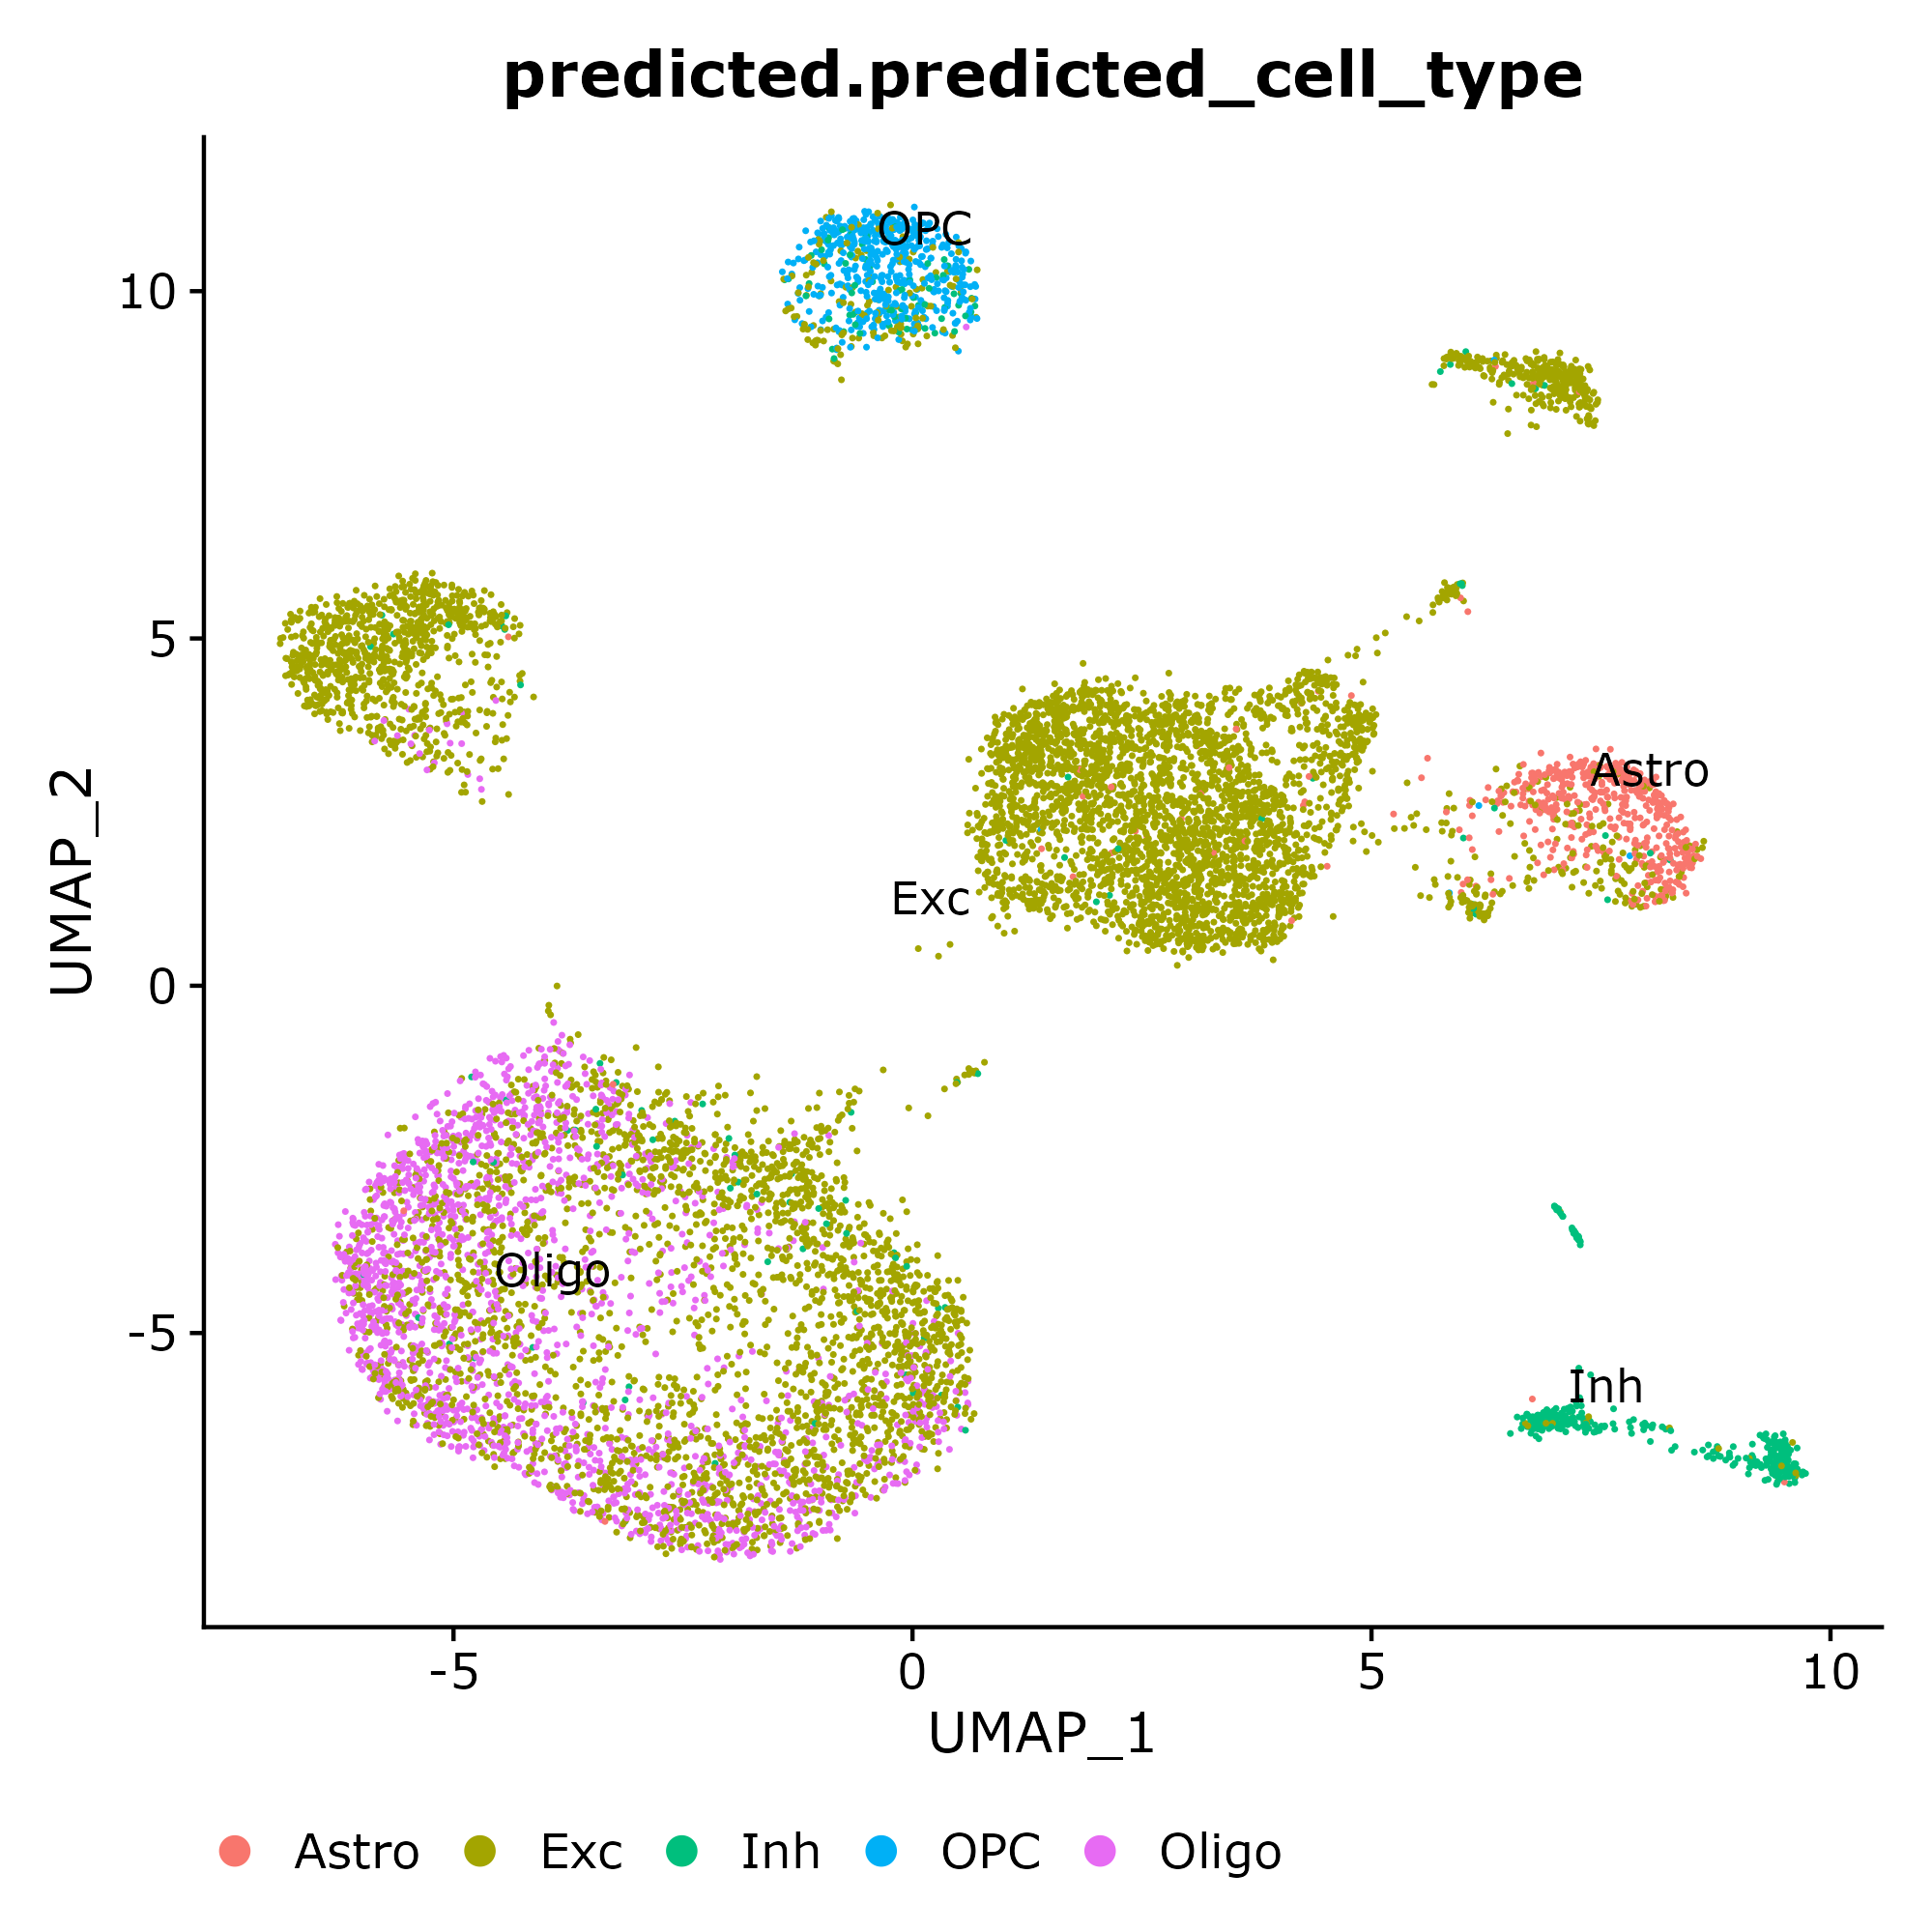 predicted.predicted_cell_type
OPC
10
5
Astro
Exc
UMAP_2
0
Oligo
-5
Inh
-5 0 5 10
UMAP_1
Astro Exc Inh OPC Oligo